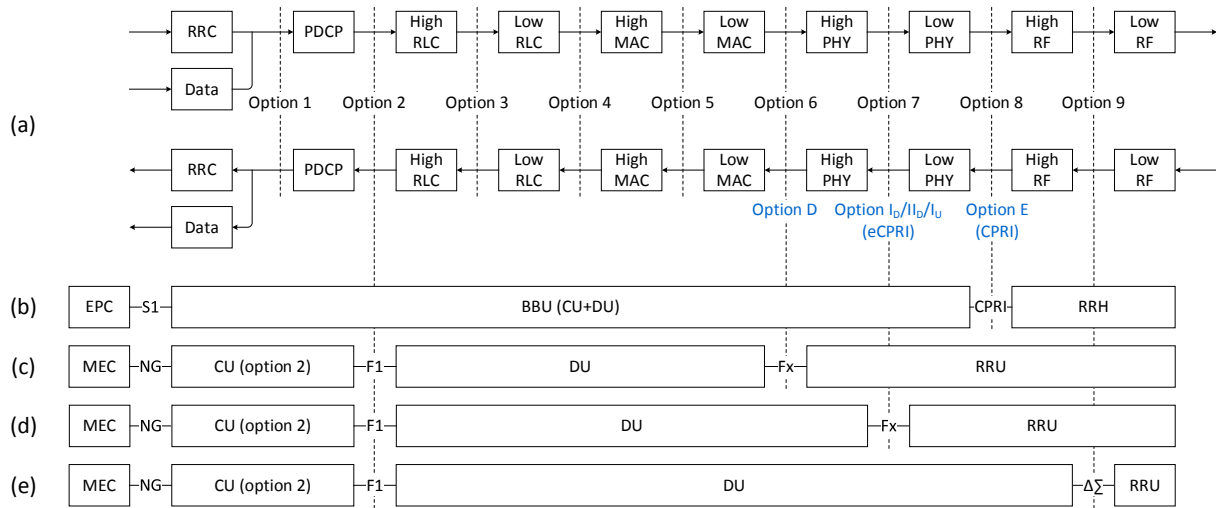 RRC
PDCP
High
RLC
Low
RLC
High
MAC
Low
MAC
High
PHY
Low
PHY
High
RF
Low
RF
Data
Option 1
Option 2
Option 3
Option 4
Option 5
Option 6
Option 7
Option 8
Option 9
(a)
RRC
PDCP
High
RLC
Low
RLC
High
MAC
Low
MAC
High
PHY
Low
PHY
High
RF
Low
RF
Data
Option D
Option I_D/II_D/I_U
(eCPRI)
Option E
(CPRI)
(b)
EPC
S1
BBU (CU+DU)
CPRI
RRH
(c)
MEC
NG
CU (option 2)
F1
DU
Fx
RRU
(d)
MEC
NG
CU (option 2)
F1
DU
Fx
RRU
(e)
MEC
NG
CU (option 2)
F1
DU
ΔΣ
RRU